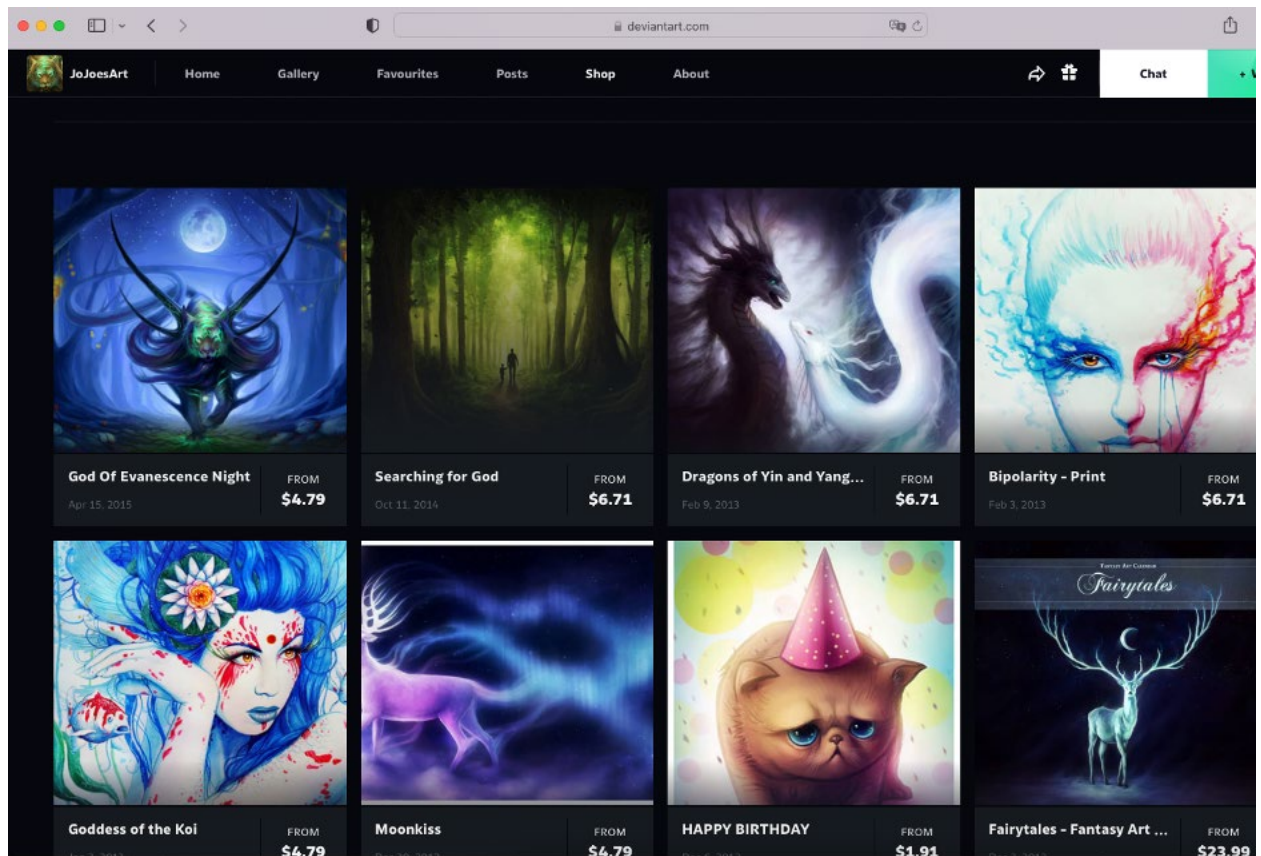 deviantart.com
JoJoesArt Home Gallery Favourites Posts Shop About Chat +
God Of Evanescence Night FROM
Apr 15, 2015 $4.79
Searching for God FROM
Oct 11, 2014 $6.71
Dragons of Yin and Yang... FROM
Feb 9, 2013 $6.71
Bipolarity - Print FROM
Feb 3, 2013 $6.71
FANTASY ART CALENDAR
Fairytales
Goddess of the Koi FROM
$4.79
Moonkiss FROM
$4.79
HAPPY BIRTHDAY FROM
$1.91
Fairytales - Fantasy Art ... FROM
$23.99